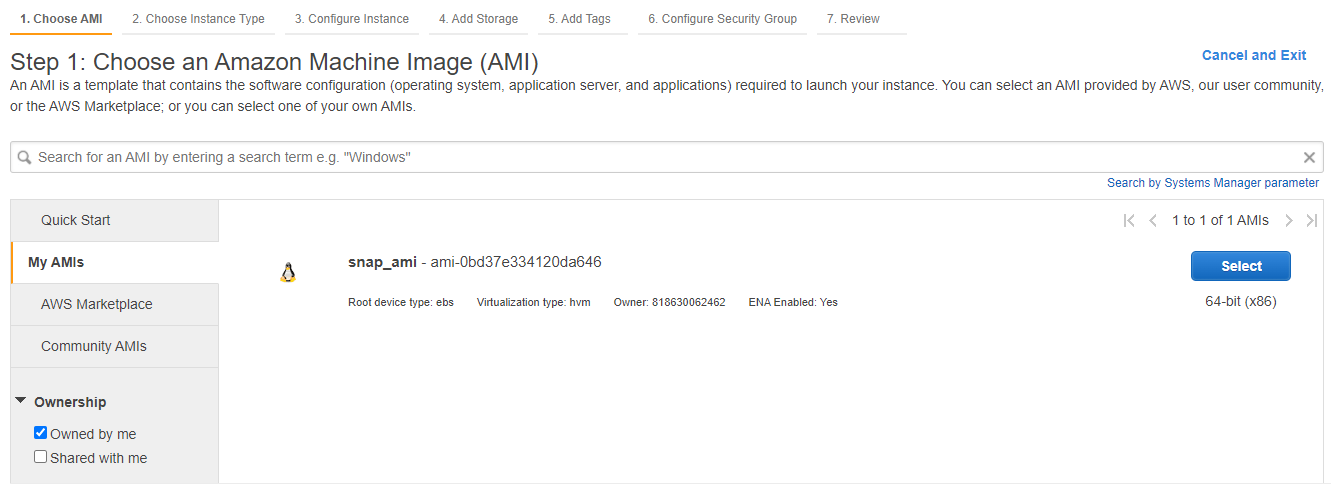 1. Choose AMI 2. Choose Instance Type 3. Configure Instance 4. Add Storage 5. Add Tags 6. Configure Security Group 7. Review
Step 1: Choose an Amazon Machine Image (AMI)
Cancel and Exit
An AMI is a template that contains the software configuration (operating system, application server, and applications) required to launch your instance. You can select an AMI provided by AWS, our user community,
or the AWS Marketplace; or you can select one of your own AMIs.
Search for an AMI by entering a search term e.g. "Windows"
Search by Systems Manager parameter
Quick Start
My AMIs
AWS Marketplace
Community AMIs
Ownership
Owned by me
Shared with me
1 to 1 of 1 AMIs
snap_ami - ami-0bd37e334120da646
Select
Root device type: ebs Virtualization type: hvm Owner: 818630062462 ENA Enabled: Yes
64-bit (x86)